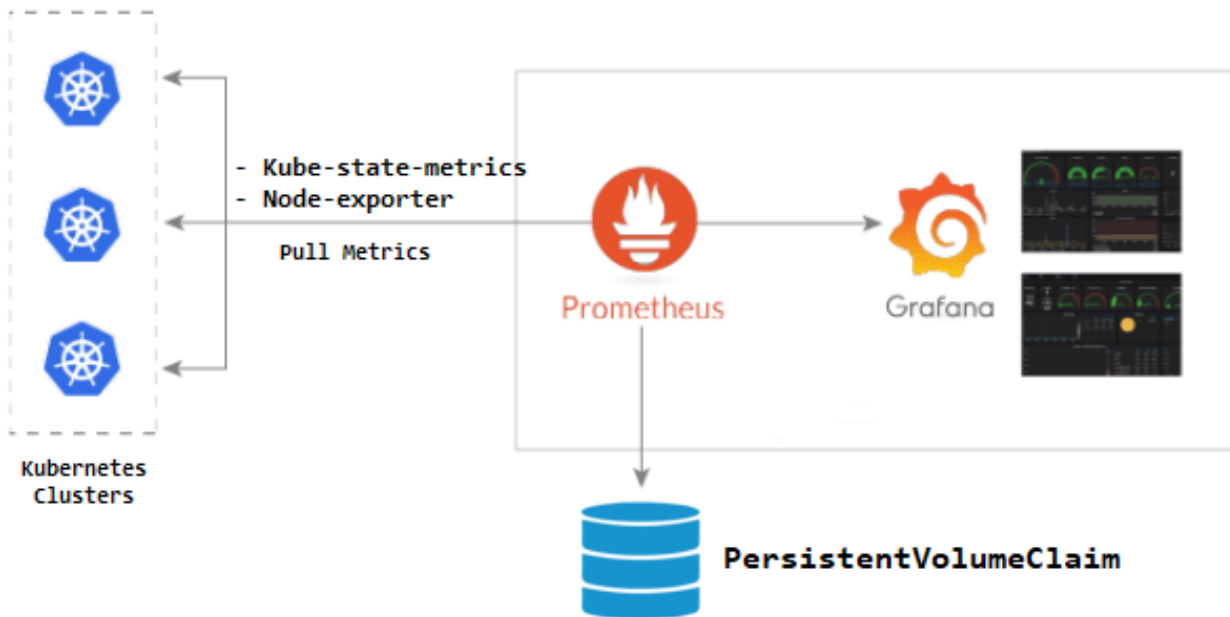 - Kube-state-metrics
- Node-exporter
Pull Metrics
Prometheus
Grafana
Kubernetes
Clusters
PersistentVolumeClaim